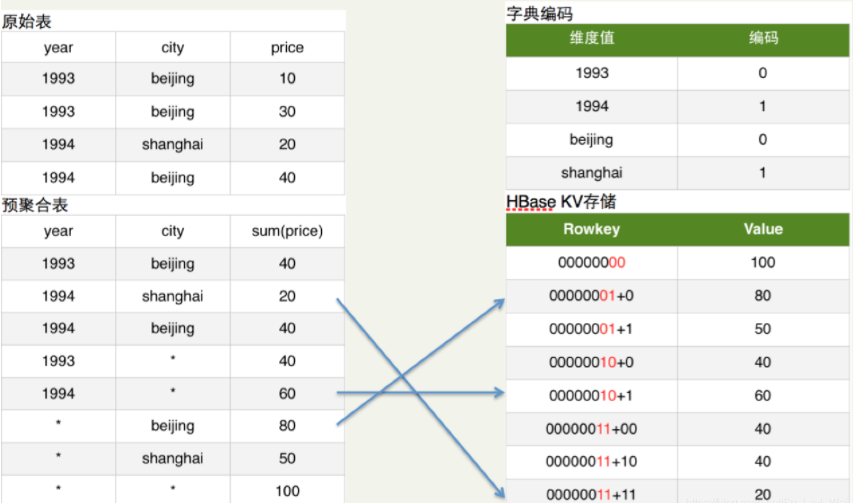 原始表
year city price
1993 beijing 10
1993 beijing 30
1994 shanghai 20
1994 beijing 40
预聚合表
year city sum(price)
1993 beijing 40
1994 shanghai 20
1994 beijing 40
1993 * 40
1994 * 60
* beijing 80
* shanghai 50
* * 100
字典编码
维度值 编码
1993 0
1994 1
beijing 0
shanghai 1
HBase KV存储
Rowkey Value
00000000 100
00000001+0 80
00000001+1 50
00000010+0 40
00000010+1 60
00000011+00 40
00000011+10 40
00000011+11 20